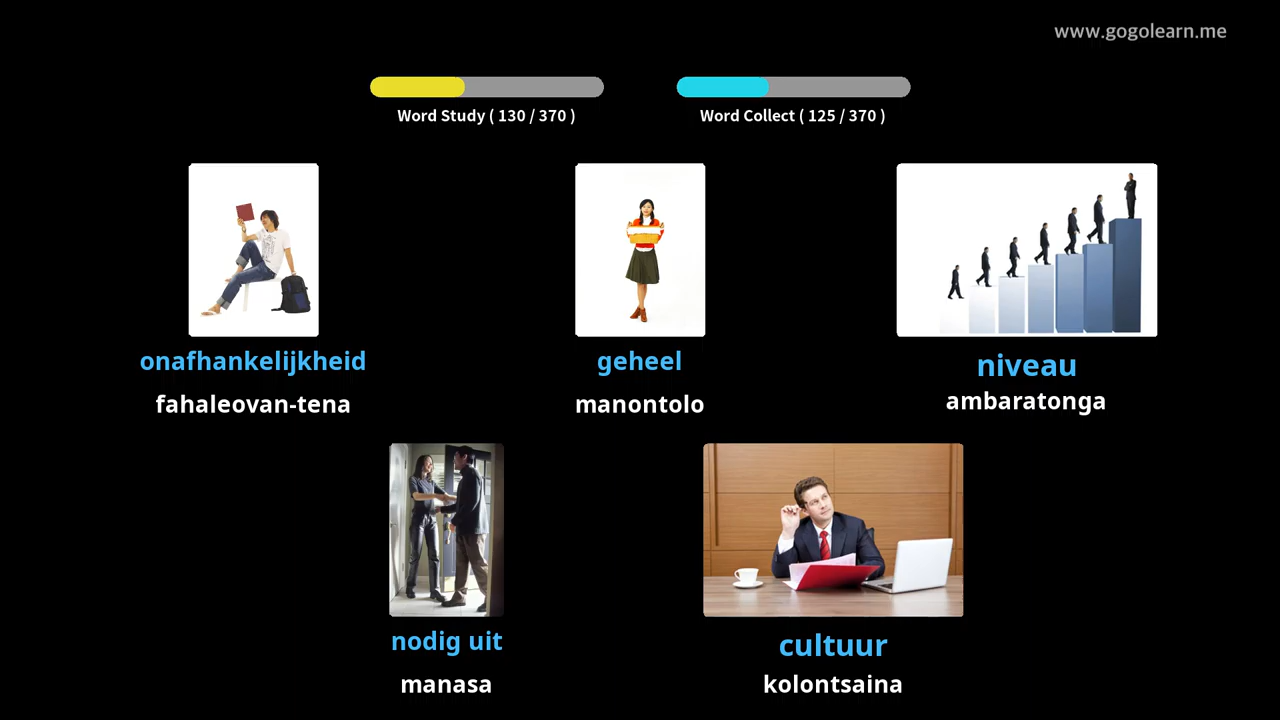 www.gogolearn.me
Word Study ( 130 / 370 )
Word Collect ( 125 / 370 )
onafhankelijkheid
fahaleovan-tena
geheel
manontolo
niveau
ambaratonga
nodig uit
manasa
cultuur
kolontsaina